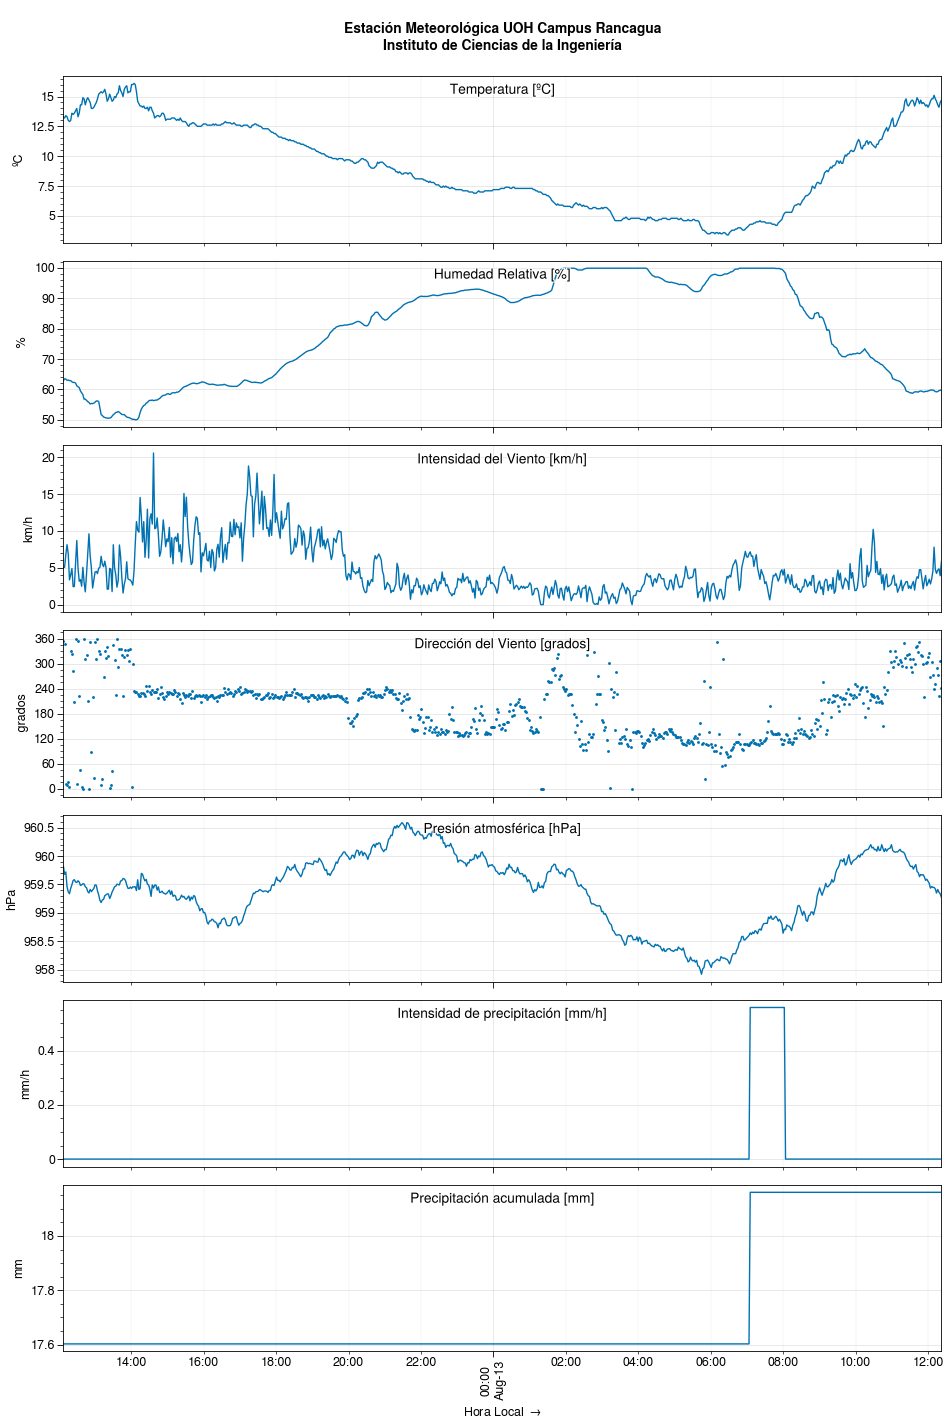 Estación Meteorológica UOH Campus Rancagua
Instituto de Ciencias de la Ingeniería
Temperatura [ºC]
15
12.5
10
7.5
5
ºC
Humedad Relativa [%]
100
90
80
70
60
50
%
Intensidad del Viento [km/h]
20
15
10
5
0
km/h
Dirección del Viento [grados]
360
300
240
180
120
60
0
grados
Presión atmosférica [hPa]
960.5
960
959.5
959
958.5
958
hPa
Intensidad de precipitación [mm/h]
0.4
0.2
0
mm/h
Precipitación acumulada [mm]
18
17.8
17.6
mm
14:00 16:00 18:00 20:00 22:00 00:00 02:00 04:00 06:00 08:00 10:00 12:00
Aug-13
Hora Local →